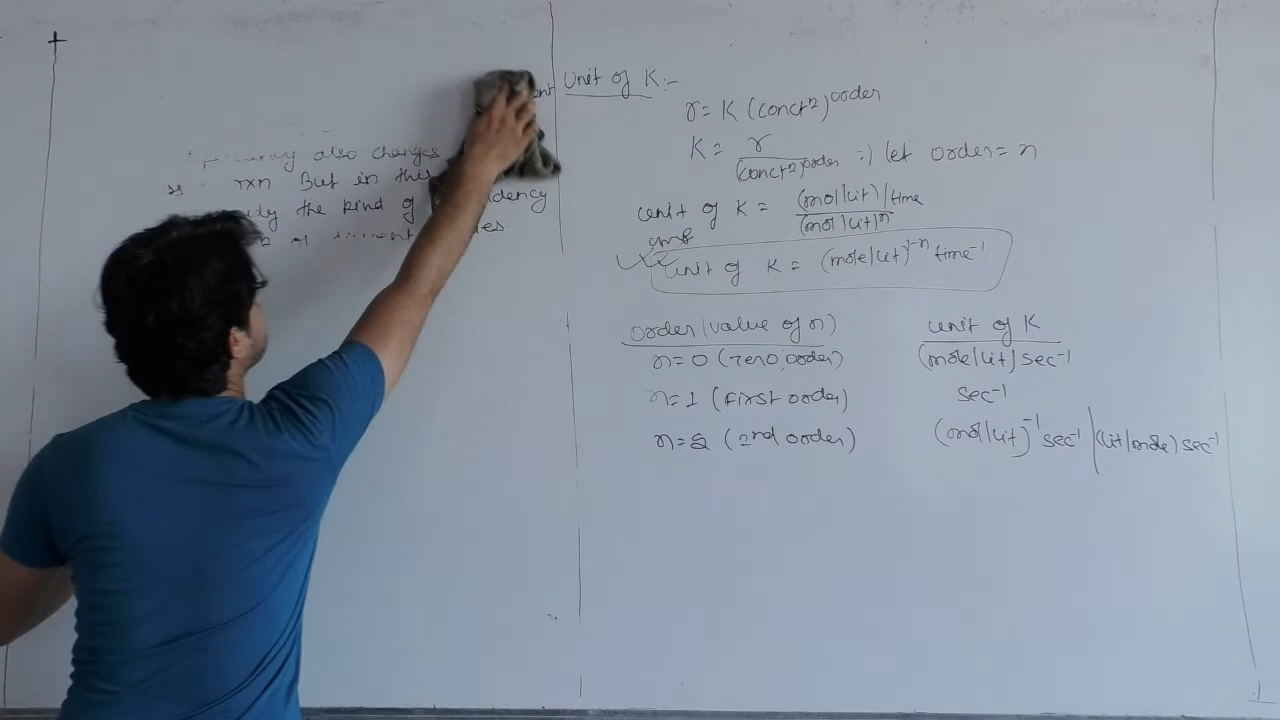 also changes
rxn But in this
the kind of
Unit of K:-
r = K (concⁿ)^order
K = r / (concⁿ)^order => let order = n
unit of K = (mol/lit)/time / (mol/lit)ⁿ
unit of K = (mole/lit)^1-n time⁻¹
order (value of n) unit of K
n=0 (zero order) (mole/lit) sec⁻¹
n=1 (first order) sec⁻¹
n=2 (2nd order) (mol/lit)⁻¹ sec⁻¹ | (lit/mole) sec⁻¹